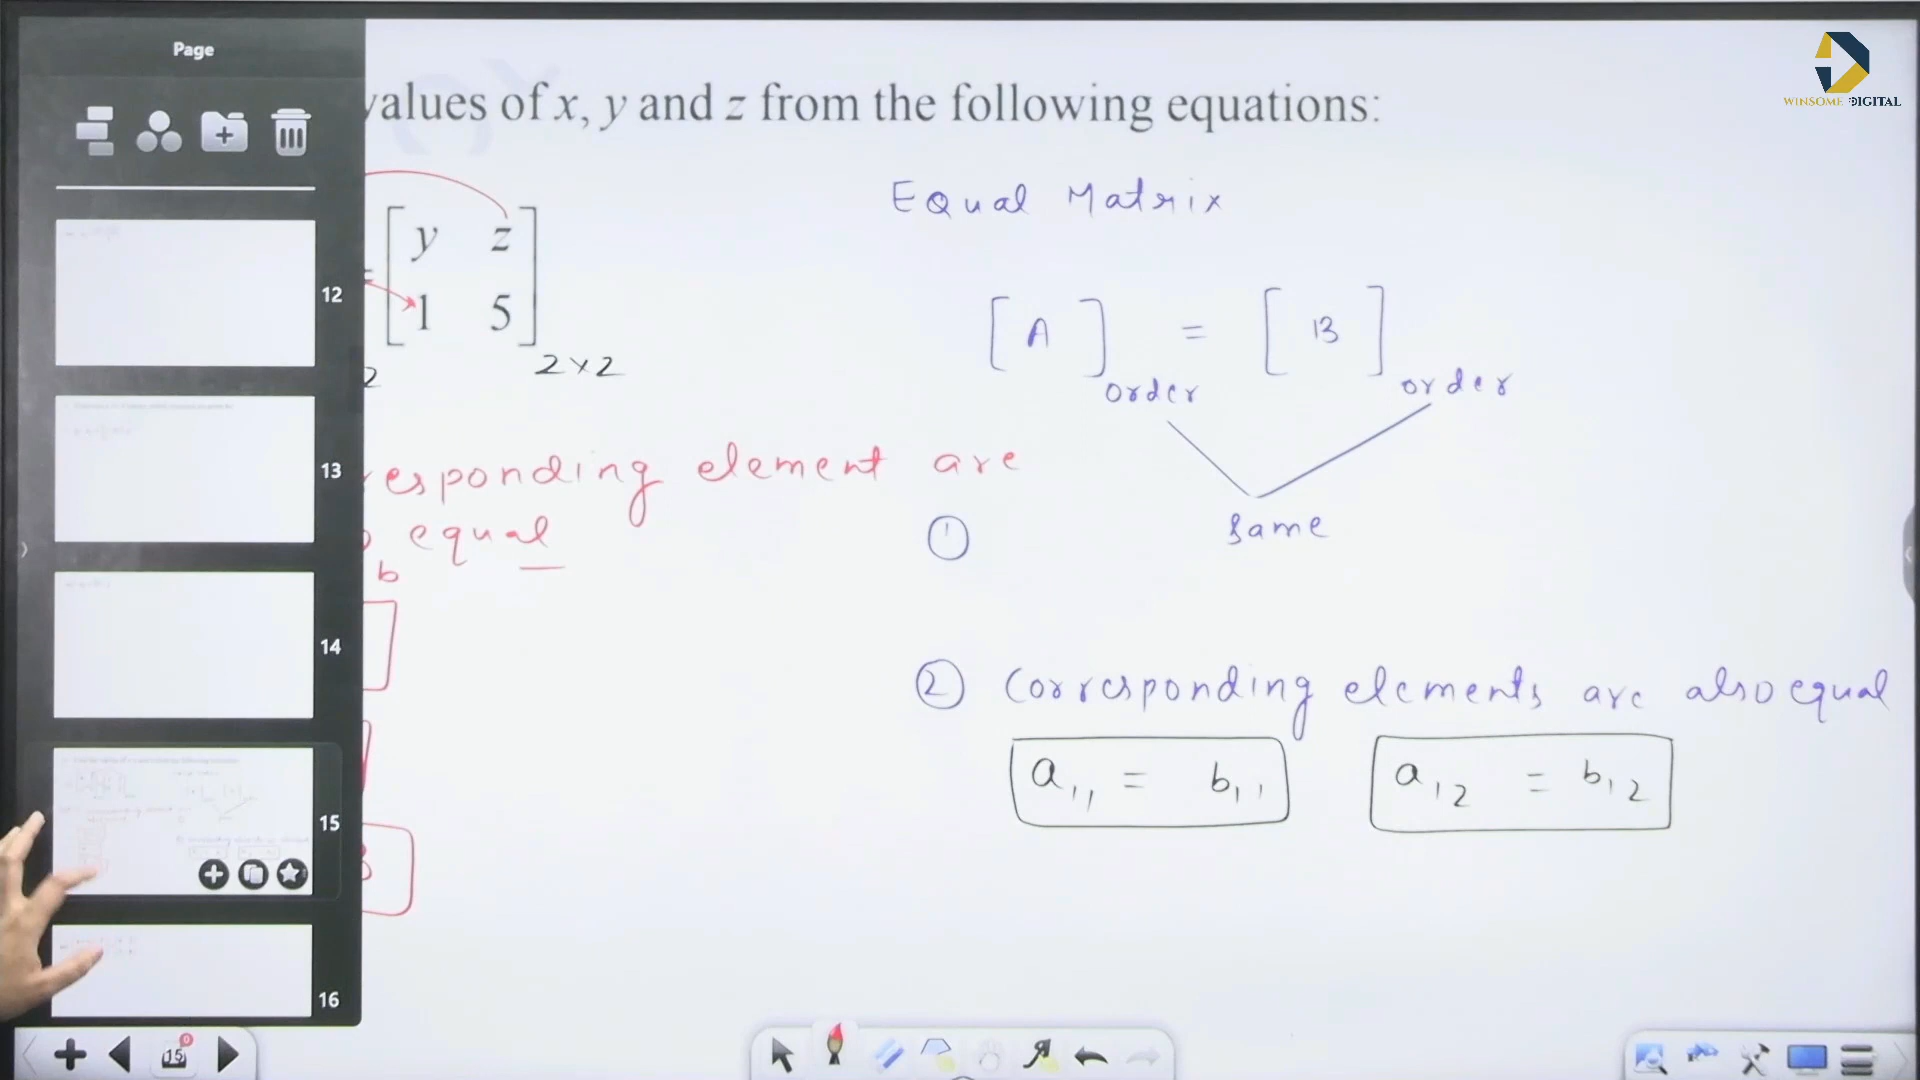 Page
WINSOME DIGITAL
values of x, y and z from the following equations:
Equal Matrix
= [ y z
1 5 ] 2×2
2
[ A ] order = [ B ] order
same
responding element are
equal
b
①
② Corresponding elements are also equal
a₁₁ = b₁₁ a₁₂ = b₁₂
12
13
14
15
16
15